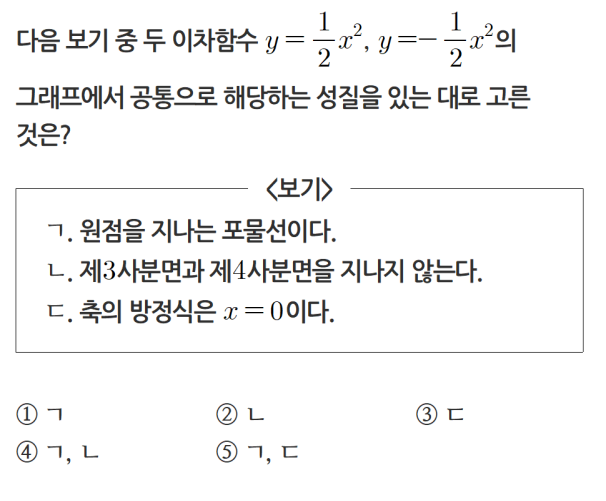 다음 보기 중 두 이차함수 y = 1/2 x², y = − 1/2 x²의
그래프에서 공통으로 해당하는 성질을 있는 대로 고른
것은?
<보기>
ㄱ. 원점을 지나는 포물선이다.
ㄴ. 제3사분면과 제4사분면을 지나지 않는다.
ㄷ. 축의 방정식은 x = 0이다.
① ㄱ ② ㄴ ③ ㄷ
④ ㄱ, ㄴ ⑤ ㄱ, ㄷ